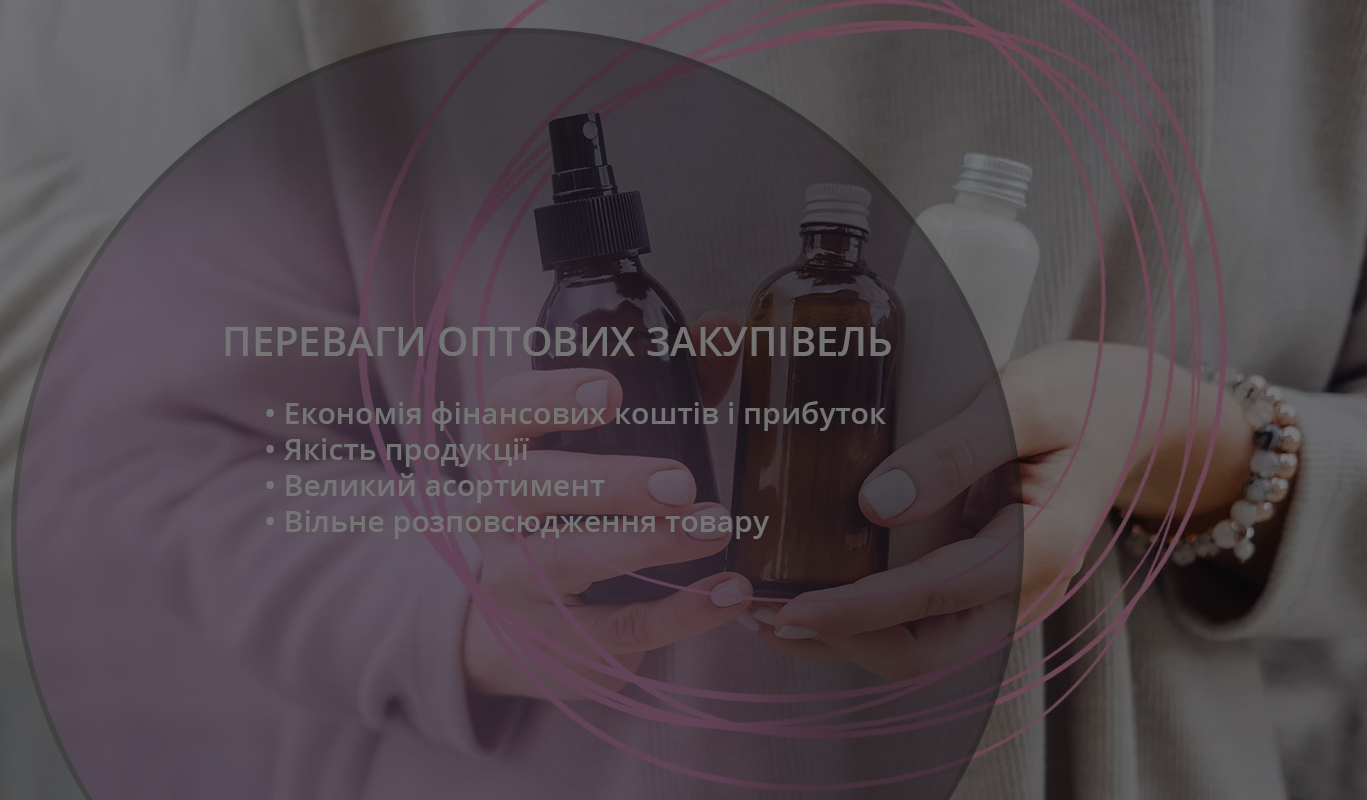 ПЕРЕВАГИ ОПТОВИХ ЗАКУПІВЕЛЬ
• Економія фінансових коштів і прибуток
• Якість продукції
• Великий асортимент
• Вільне розповсюдження товару